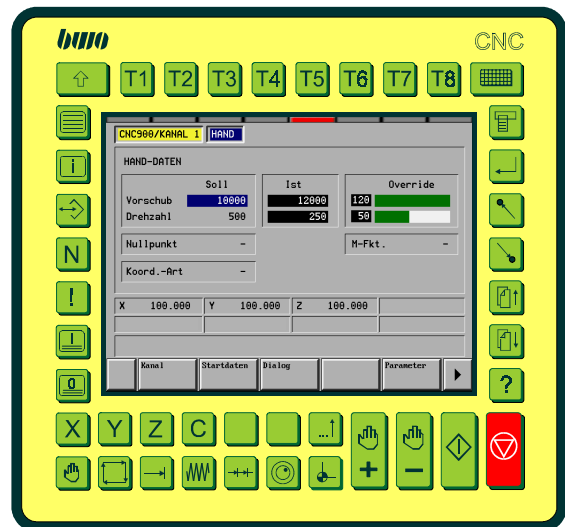 bwo CNC
T1 T2 T3 T4 T5 T6 T7 T8
CNC900/KANAL 1 HAND
HAND-DATEN
Soll Ist Override
Vorschub 10000 12000 120
Drehzahl 500 250 50
Nullpunkt - M-Fkt. -
Koord.-Art -
X 100.000 Y 100.000 Z 100.000
Kanal Startdaten Dialog Parameter
i
N
!
I
0
?
X Y Z C ...1
+ -